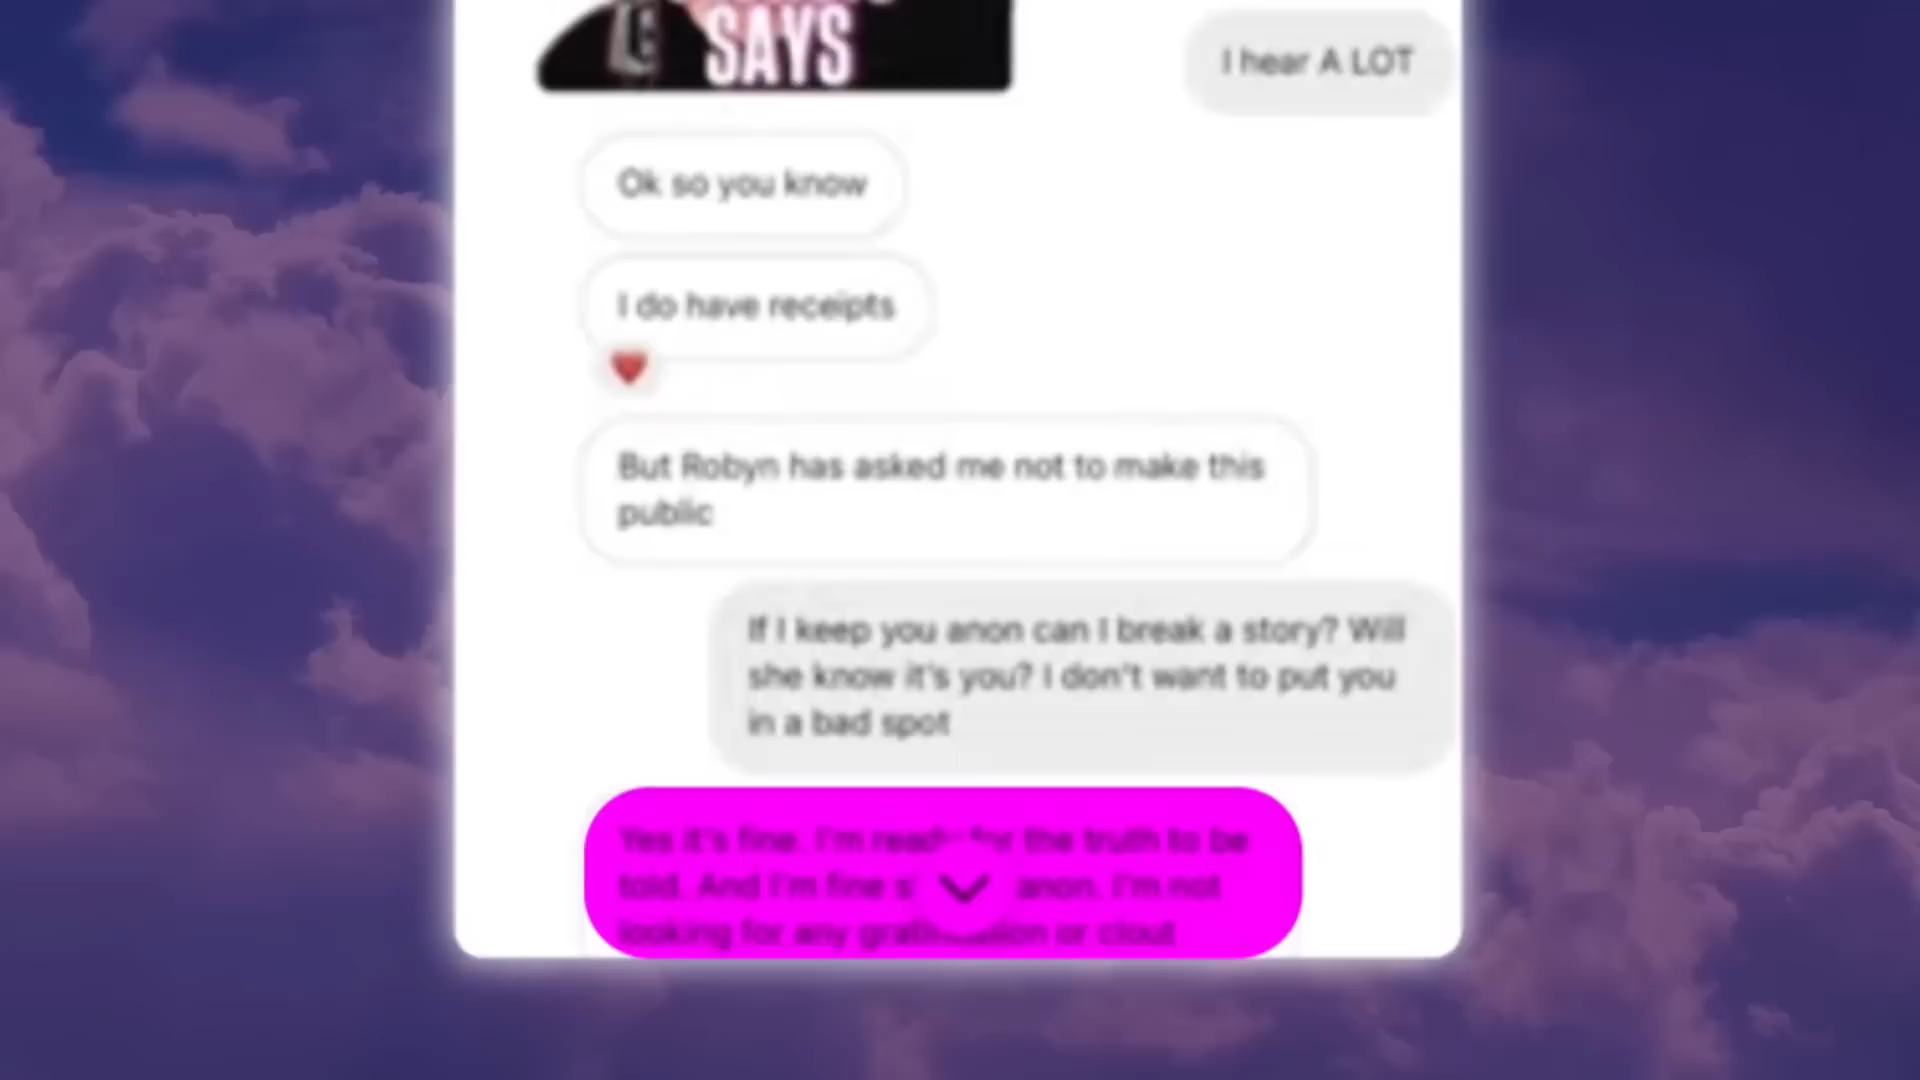 SAYS
I hear A LOT
Ok so you know
I do have receipts
But Robyn has asked me not to make this
public
If I keep you anon can I break a story? Will
she know it's you? I don't want to put you
in a bad spot
Yes it's fine. I'm ready for the truth to be
told. And I'm fine anon. I'm not
looking for any or clout